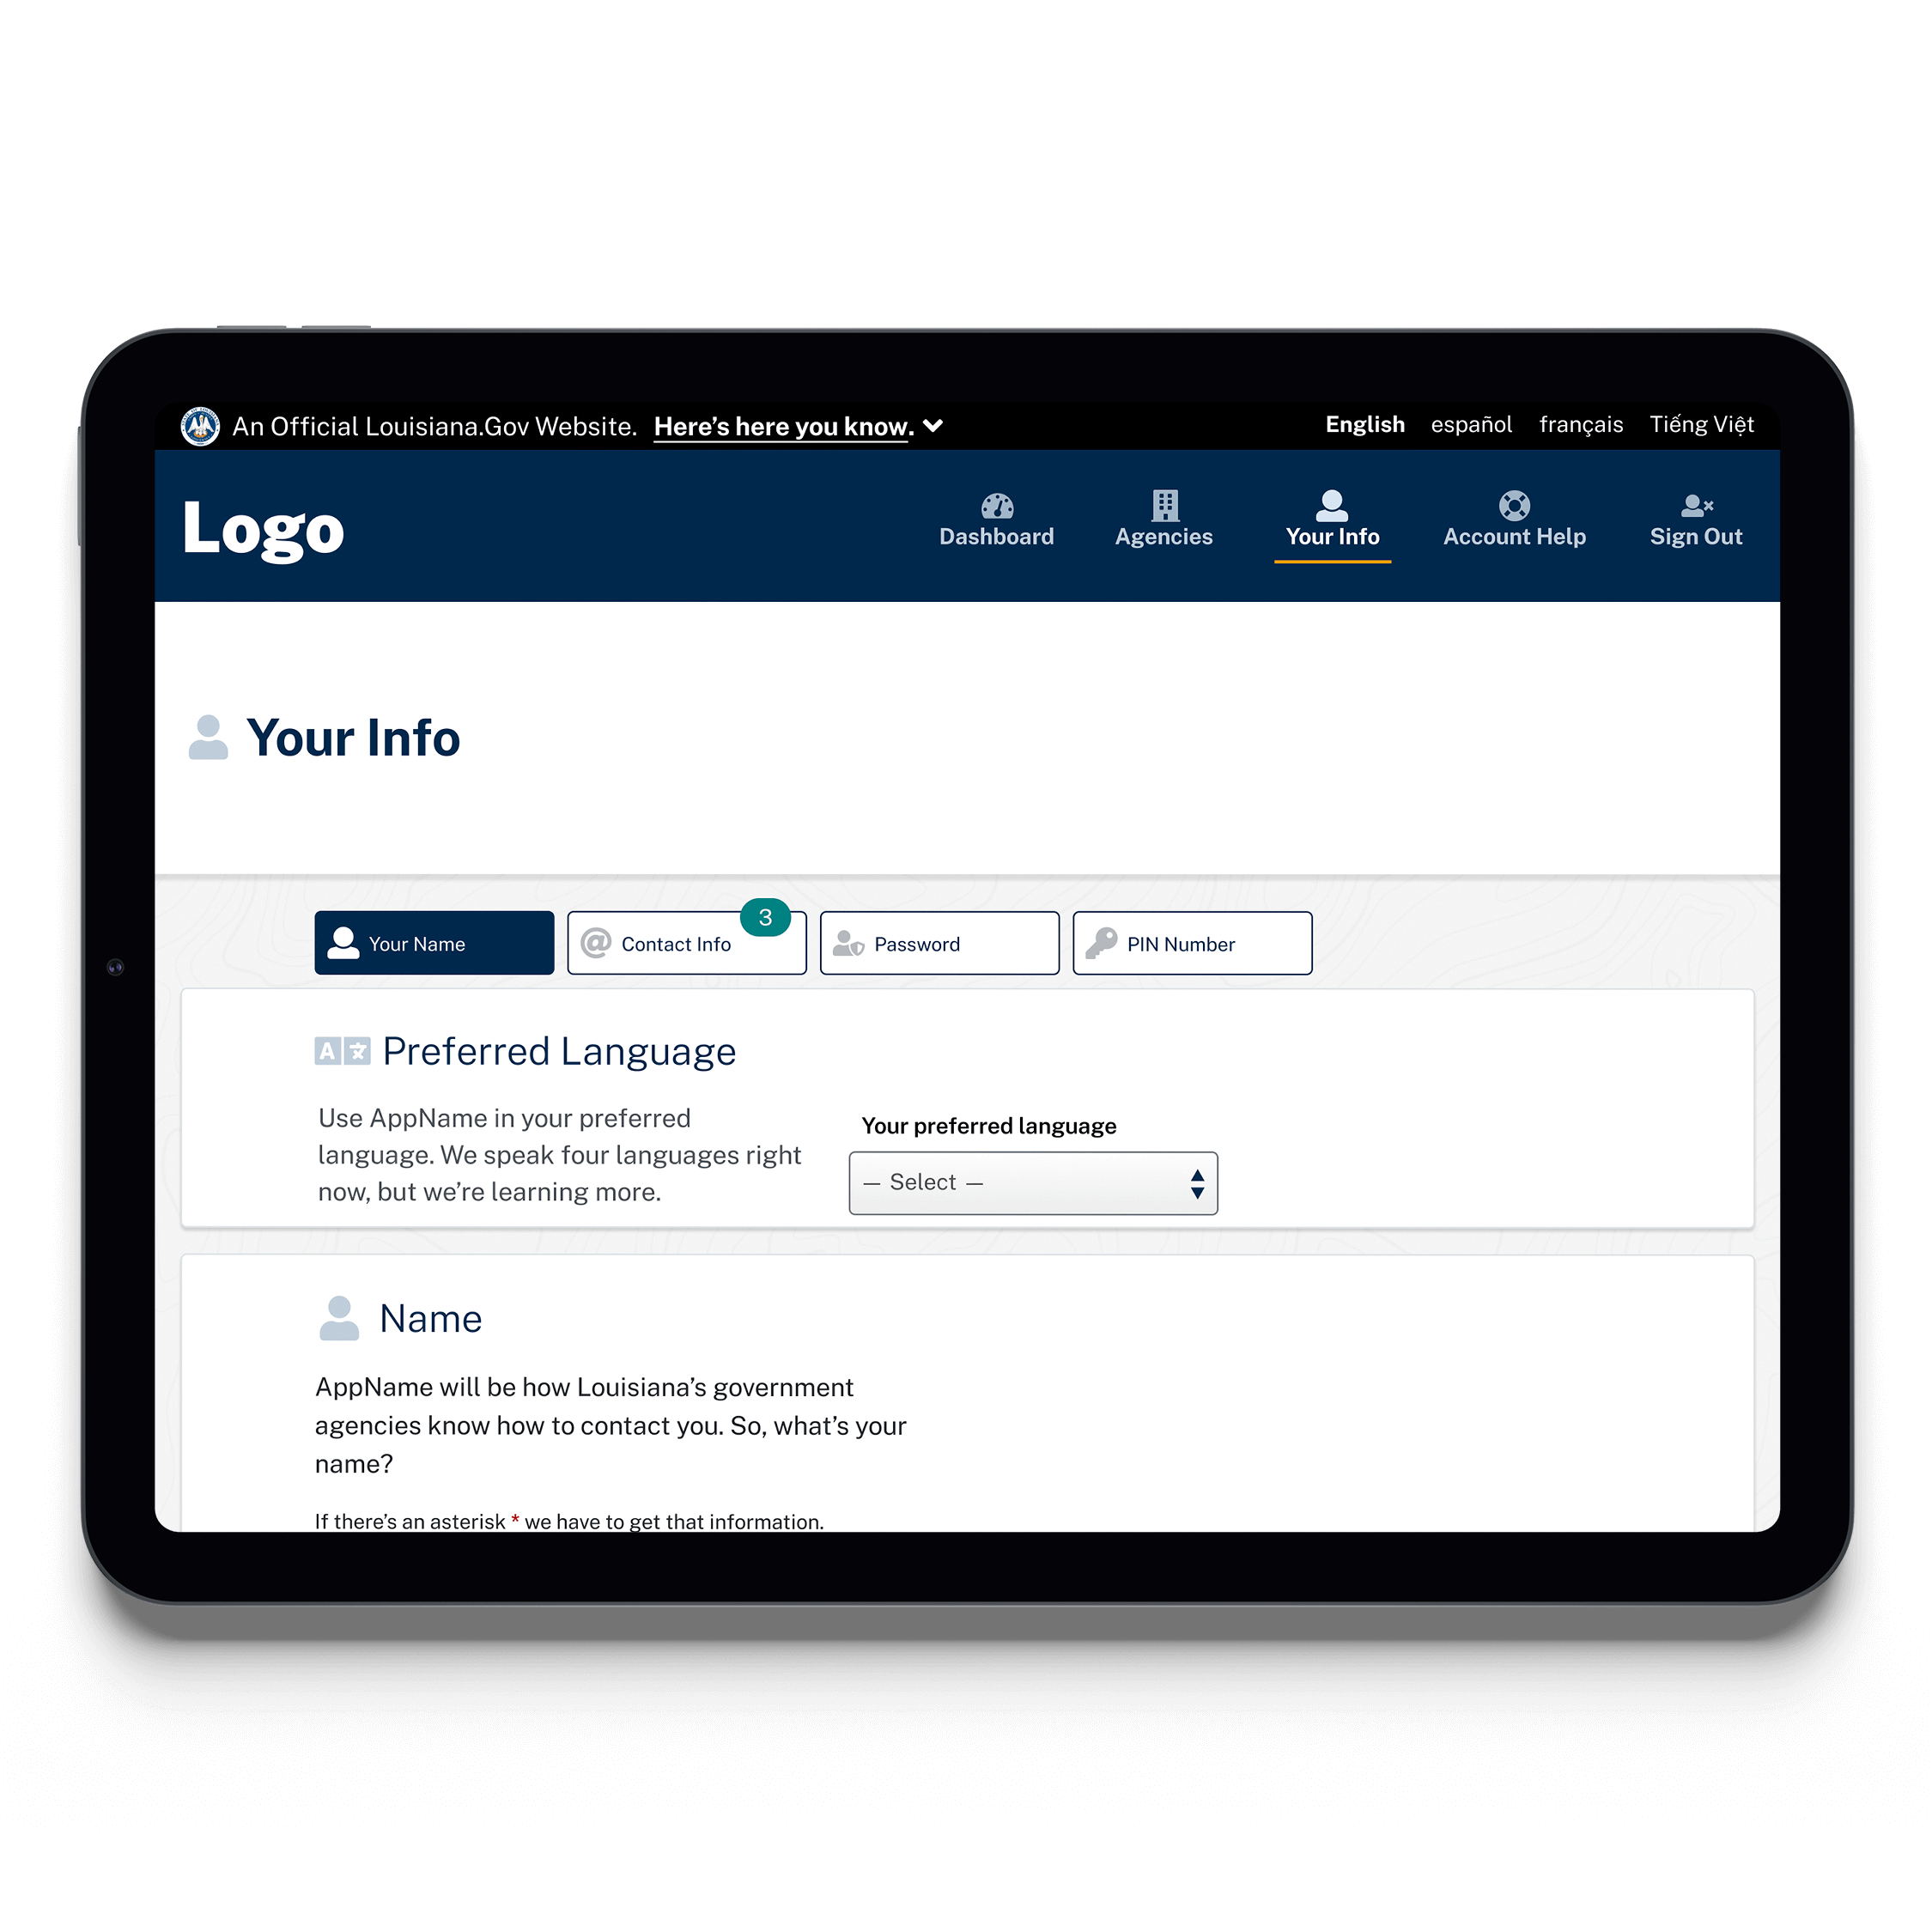 An Official Louisiana.Gov Website. Here’s here you know.
English español français Tiếng Việt
Logo
Dashboard Agencies Your Info Account Help Sign Out
Your Info
Your Name
Contact Info
3
Password
PIN Number
Preferred Language
Use AppName in your preferred
language. We speak four languages right
now, but we’re learning more.
Your preferred language
— Select —
Name
AppName will be how Louisiana’s government
agencies know how to contact you. So, what’s your
name?
If there’s an asterisk * we have to get that information.